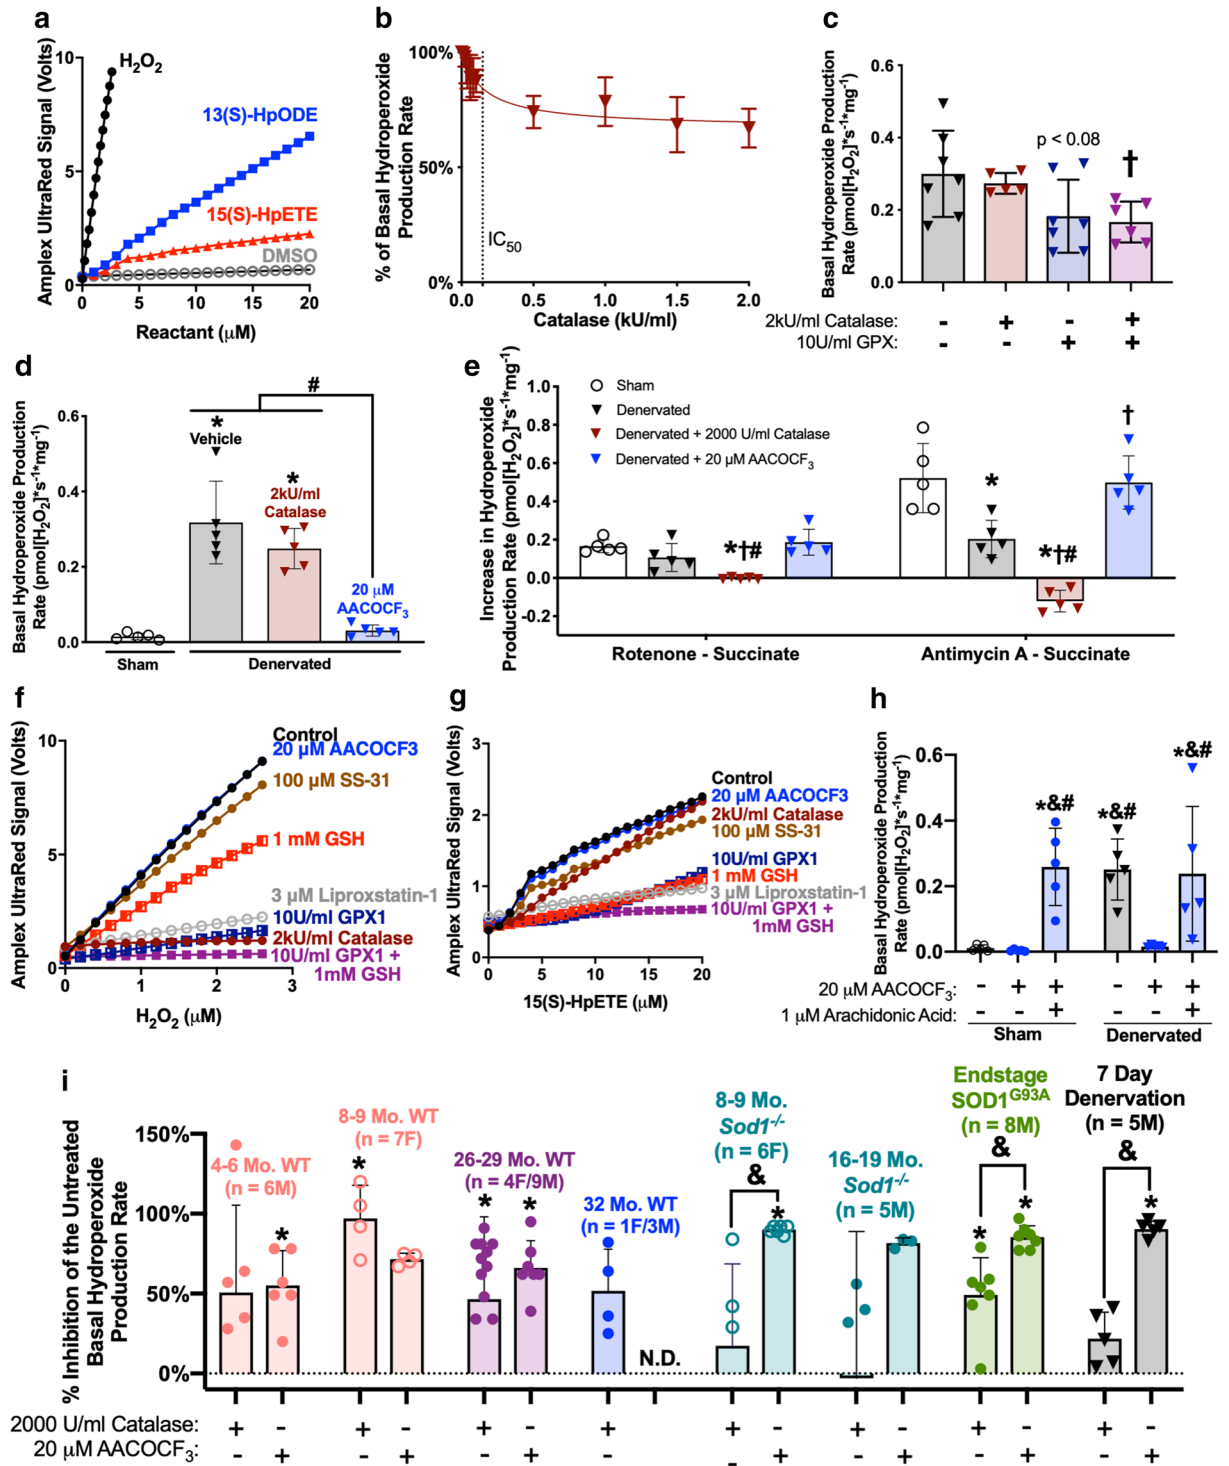 a
Amplex UltraRed Signal (Volts)
10
5
0
H₂O₂
13(S)-HpODE
15(S)-HpETE
DMSO
0 5 10 15 20
Reactant (μM)
b
% of Basal Hydroperoxide
Production Rate
100%
50%
0%
IC₅₀
0.0 0.5 1.0 1.5 2.0
Catalase (kU/ml)
c
Basal Hydroperoxide Production
Rate (pmol[H₂O₂]*s⁻¹*mg⁻¹)
0.6
0.4
0.2
0.0
p < 0.08
†
2kU/ml Catalase: - + - +
10U/ml GPX: - - + +
d
Basal Hydroperoxide Production
Rate (pmol[H₂O₂]*s⁻¹*mg⁻¹)
0.6
0.4
0.2
0.0
#
*
Vehicle
*
2kU/ml
Catalase
20 μM
AACOCF₃
Sham
Denervated
e
Increase in Hydroperoxide
Production Rate (pmol[H₂O₂]*s⁻¹*mg⁻¹)
1.0
0.8
0.6
0.4
0.2
0.0
-0.2
Sham
Denervated
Denervated + 2000 U/ml Catalase
Denervated + 20 μM AACOCF₃
*†#
*
*†#
†
Rotenone - Succinate
Antimycin A - Succinate
f
Amplex UltraRed Signal (Volts)
10
5
0
Control
20 μM AACOCF3
100 μM SS-31
1 mM GSH
3 μM Liproxstatin-1
10U/ml GPX1
2kU/ml Catalase
10U/ml GPX1 +
1mM GSH
0 1 2 3
H₂O₂ (μM)
g
Amplex UltraRed Signal (Volts)
3
2
1
0
Control
20 μM AACOCF3
2kU/ml Catalase
100 μM SS-31
10U/ml GPX1
1 mM GSH
3 μM Liproxstatin-1
10U/ml GPX1 +
1mM GSH
0 5 10 15 20
15(S)-HpETE (μM)
h
Basal Hydroperoxide Production
Rate (pmol[H₂O₂]*s⁻¹*mg⁻¹)
0.6
0.4
0.2
0.0
*&#
*&#
*&#
20 μM AACOCF₃: - + + - + +
1 μM Arachidonic Acid: - - + - - +
Sham
Denervated
i
% Inhibition of the Untreated
Basal Hydroperoxide
Production Rate
150%
100%
50%
0%
4-6 Mo. WT
(n = 6M)
*
8-9 Mo. WT
(n = 7F)
*
26-29 Mo. WT
(n = 4F/9M)
* *
32 Mo. WT
(n = 1F/3M)
N.D.
8-9 Mo.
Sod1⁻/⁻
(n = 6F)
&
*
16-19 Mo.
Sod1⁻/⁻
(n = 5M)
Endstage
SOD1ᴳ⁹³ᴬ
(n = 8M)
&
* *
7 Day
Denervation
(n = 5M)
&
*
2000 U/ml Catalase: + - + - + - + + - + - + - + -
20 μM AACOCF₃: - + - + - + - - + - + - + - +